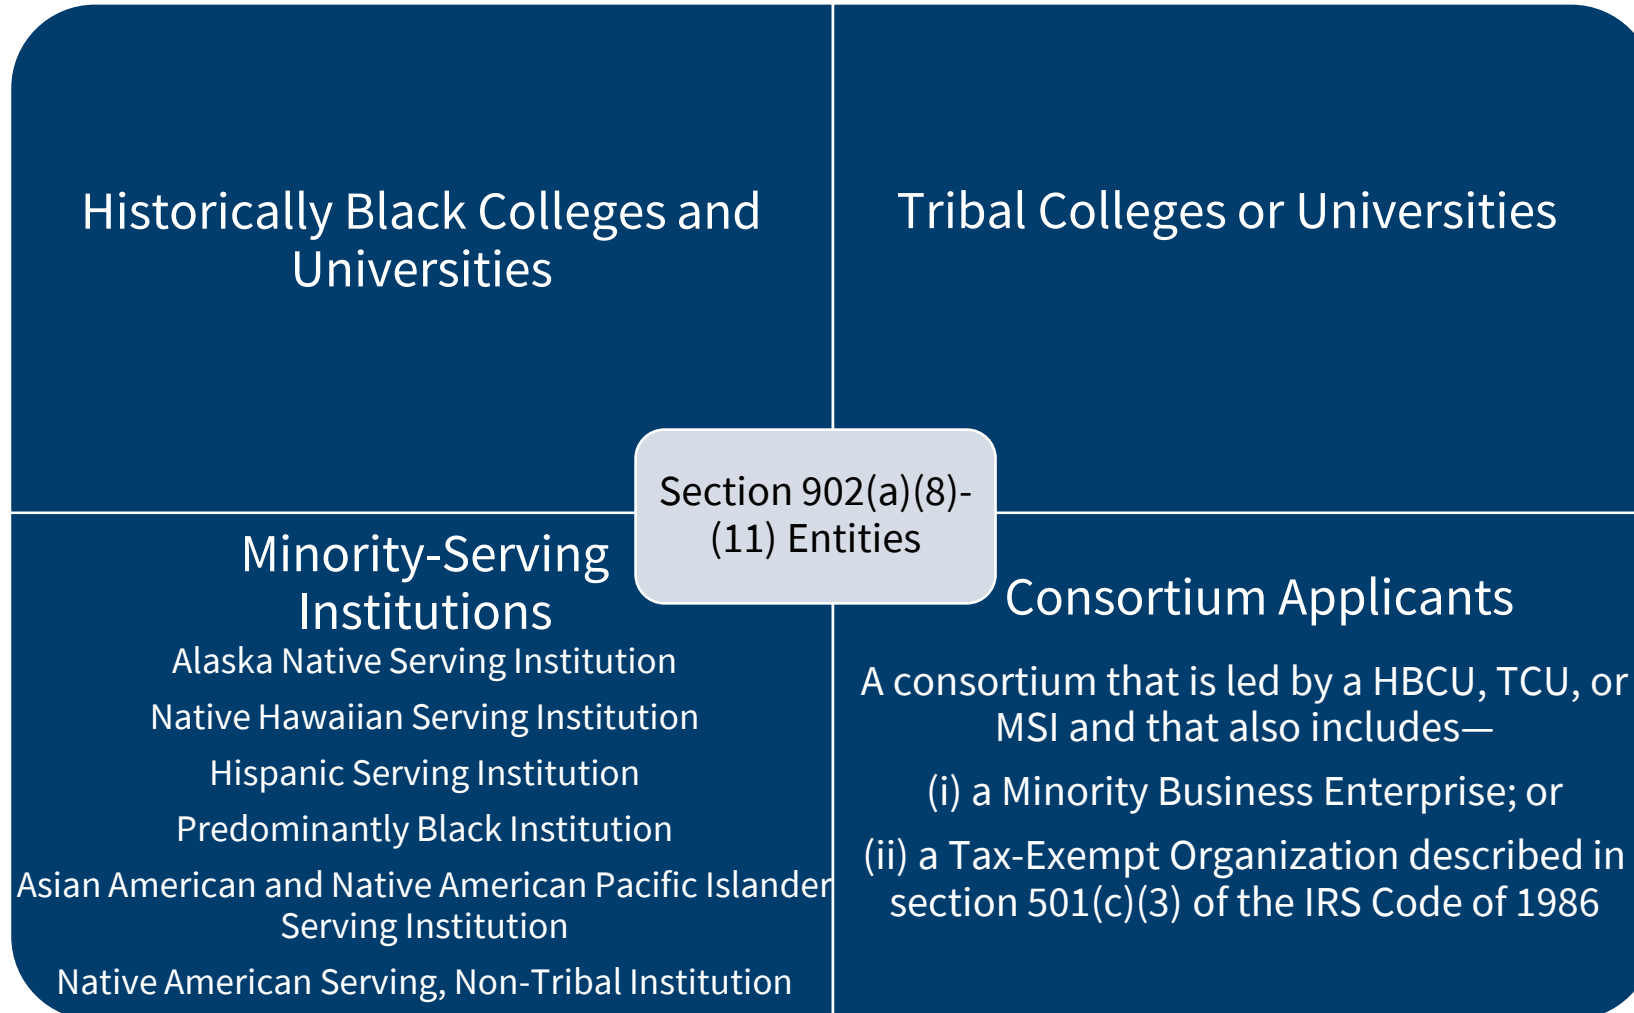 Historically Black Colleges and
Universities
Tribal Colleges or Universities
Section 902(a)(8)-
(11) Entities
Minority-Serving
Institutions
Alaska Native Serving Institution
Native Hawaiian Serving Institution
Hispanic Serving Institution
Predominantly Black Institution
Asian American and Native American Pacific Islander
Serving Institution
Native American Serving, Non-Tribal Institution
Consortium Applicants
A consortium that is led by a HBCU, TCU, or
MSI and that also includes—
(i) a Minority Business Enterprise; or
(ii) a Tax-Exempt Organization described in
section 501(c)(3) of the IRS Code of 1986